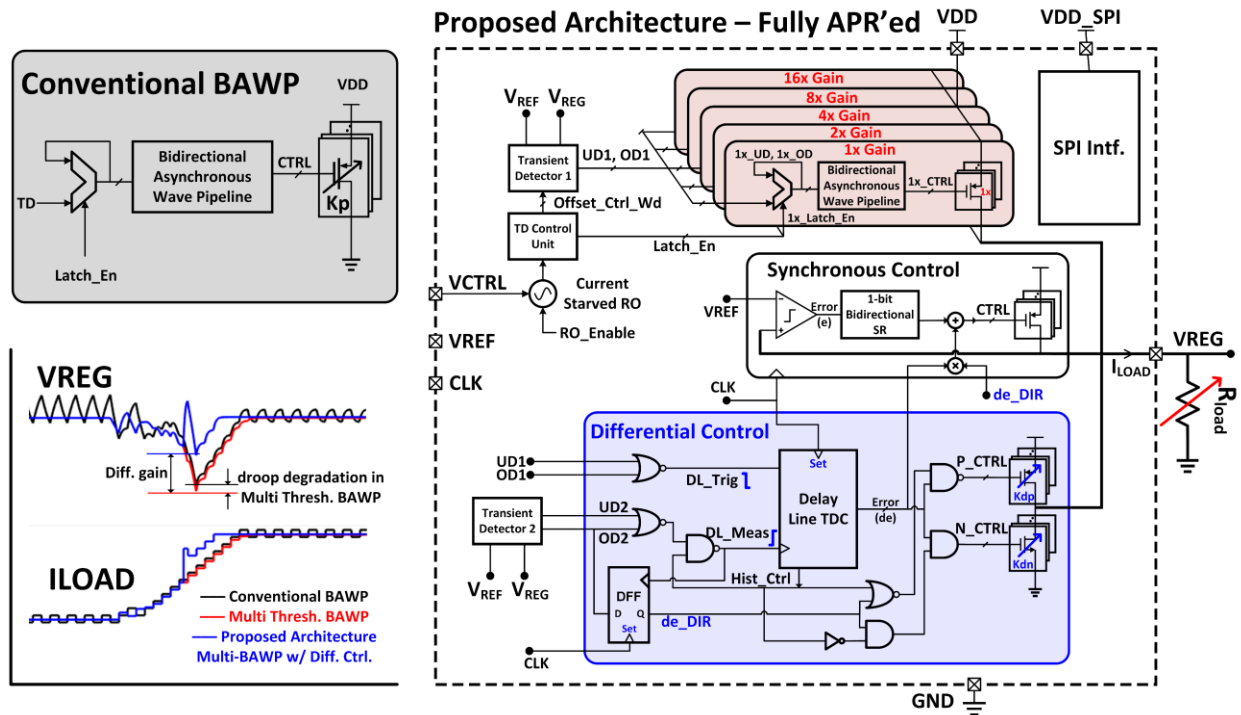 Proposed Architecture – Fully APR'ed
VDD
VDD_SPI
Conventional BAWP
VDD
TD
Bidirectional
Asynchronous
Wave Pipeline
CTRL
Kp
Latch_En
VREF
VREG
Transient
Detector 1
UD1, OD1
Offset_Ctrl_Wd
TD Control
Unit
Latch_En
16x Gain
8x Gain
4x Gain
2x Gain
1x Gain
1x_UD, 1x_OD
Bidirectional
Asynchronous
Wave Pipeline
1x_CTRL
1x
1x_Latch_En
SPI Intf.
VCTRL
Current
Starved RO
RO_Enable
VREF
CLK
Synchronous Control
VREF
−
+
Error
(e)
1-bit
Bidirectional
SR
+
CTRL
×
CLK
de_DIR
ILOAD
VREG
Rload
Differential Control
UD1
OD1
DL_Trig
Set
Delay
Line TDC
Transient
Detector 2
UD2
OD2
DL_Meas
VREF
VREG
Error
(de)
P_CTRL
Kdp
N_CTRL
Kdn
Hist_Ctrl
DFF
D
Q
Set
de_DIR
CLK
GND
VREG
Diff. gain
droop degradation in
Multi Thresh. BAWP
ILOAD
Conventional BAWP
Multi Thresh. BAWP
Proposed Architecture
Multi-BAWP w/ Diff. Ctrl.